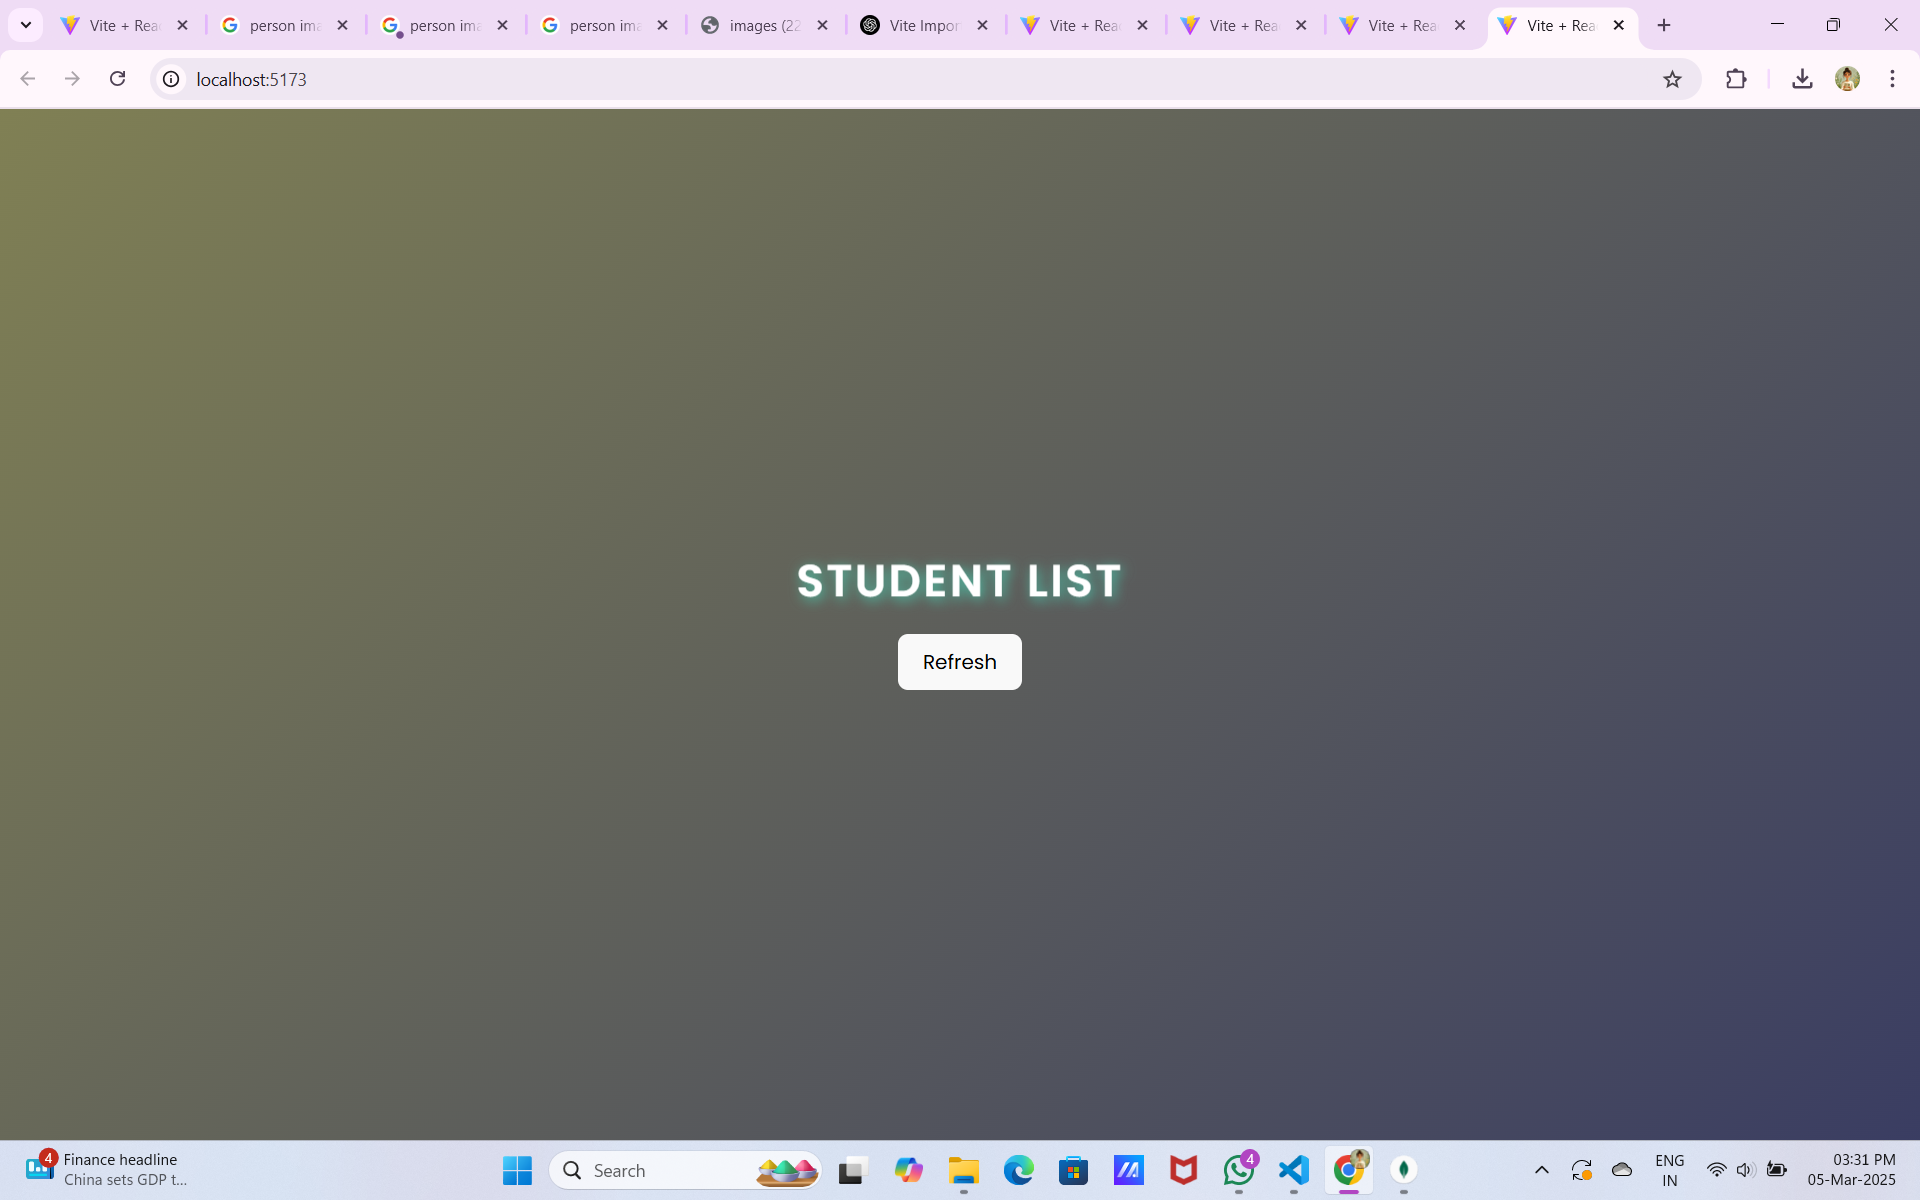 Vite + Rea
person ima
person ima
person ima
images (22
Vite Impor
Vite + Rea
Vite + Rea
Vite + Rea
Vite + Rea
localhost:5173
STUDENT LIST
Refresh
4
Finance headline
China sets GDP t...
Search
4
ENG
IN
03:31 PM
05-Mar-2025